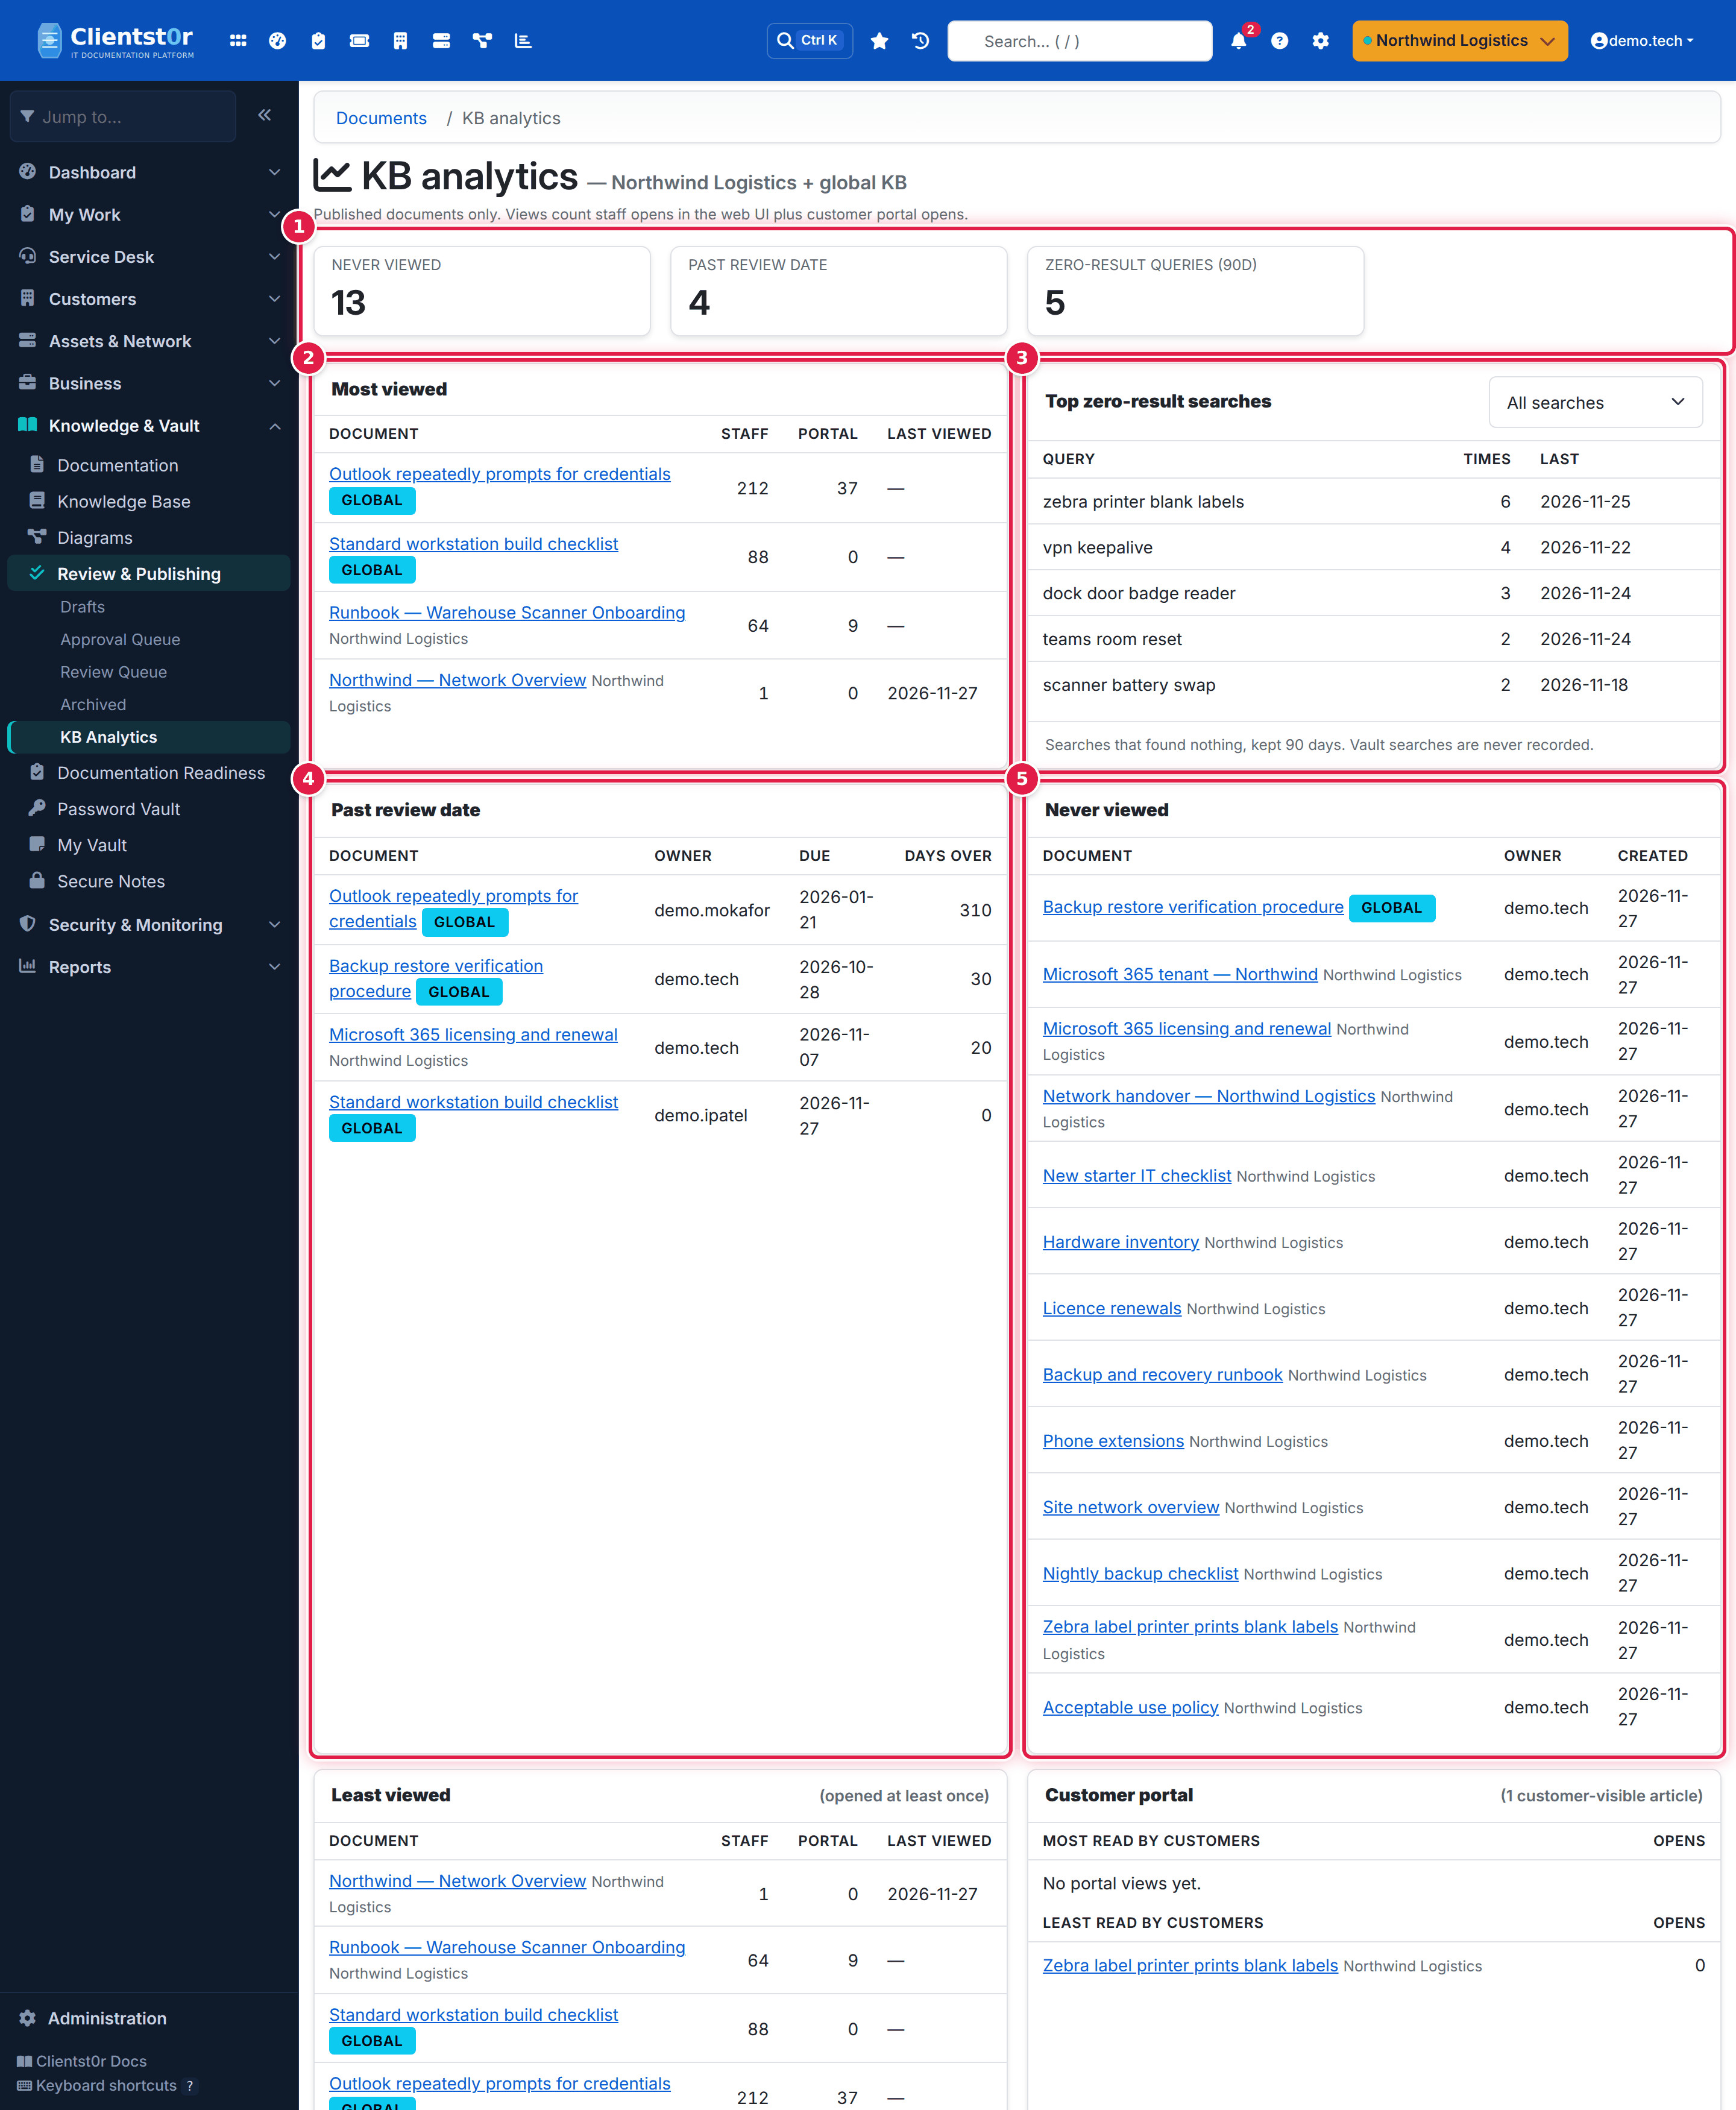 Clientst0r
IT DOCUMENTATION PLATFORM
Ctrl K
Search... ( / )
2
Northwind Logistics
demo.tech
Jump to...
Dashboard
My Work
Service Desk
Customers
Assets & Network
Business
Knowledge & Vault
Documentation
Knowledge Base
Diagrams
Review & Publishing
Drafts
Approval Queue
Review Queue
Archived
KB Analytics
Documentation Readiness
Password Vault
My Vault
Secure Notes
Security & Monitoring
Reports
Administration
Clientst0r Docs
Keyboard shortcuts ?
Documents / KB analytics
KB analytics — Northwind Logistics + global KB
Published documents only. Views count staff opens in the web UI plus customer portal opens.
1
NEVER VIEWED
13
PAST REVIEW DATE
4
ZERO-RESULT QUERIES (90D)
5
2
Most viewed
DOCUMENT STAFF PORTAL LAST VIEWED
Outlook repeatedly prompts for credentials
GLOBAL
212 37 —
Standard workstation build checklist
GLOBAL
88 0 —
Runbook — Warehouse Scanner Onboarding
Northwind Logistics
64 9 —
Northwind — Network Overview Northwind
Logistics
1 0 2026-11-27
3
Top zero-result searches
All searches
QUERY TIMES LAST
zebra printer blank labels 6 2026-11-25
vpn keepalive 4 2026-11-22
dock door badge reader 3 2026-11-24
teams room reset 2 2026-11-24
scanner battery swap 2 2026-11-18
Searches that found nothing, kept 90 days. Vault searches are never recorded.
4
Past review date
DOCUMENT OWNER DUE DAYS OVER
Outlook repeatedly prompts for
credentials GLOBAL
demo.mokafor
2026-01-
21
310
Backup restore verification
procedure GLOBAL
demo.tech
2026-10-
28
30
Microsoft 365 licensing and renewal
Northwind Logistics
demo.tech
2026-11-
07
20
Standard workstation build checklist
GLOBAL
demo.ipatel
2026-11-
27
0
5
Never viewed
DOCUMENT OWNER CREATED
Backup restore verification procedure GLOBAL
demo.tech
2026-11-
27
Microsoft 365 tenant — Northwind Northwind Logistics
demo.tech
2026-11-
27
Microsoft 365 licensing and renewal Northwind
Logistics
demo.tech
2026-11-
27
Network handover — Northwind Logistics Northwind
Logistics
demo.tech
2026-11-
27
New starter IT checklist Northwind Logistics
demo.tech
2026-11-
27
Hardware inventory Northwind Logistics
demo.tech
2026-11-
27
Licence renewals Northwind Logistics
demo.tech
2026-11-
27
Backup and recovery runbook Northwind Logistics
demo.tech
2026-11-
27
Phone extensions Northwind Logistics
demo.tech
2026-11-
27
Site network overview Northwind Logistics
demo.tech
2026-11-
27
Nightly backup checklist Northwind Logistics
demo.tech
2026-11-
27
Zebra label printer prints blank labels Northwind
Logistics
demo.tech
2026-11-
27
Acceptable use policy Northwind Logistics
demo.tech
2026-11-
27
Least viewed (opened at least once)
DOCUMENT STAFF PORTAL LAST VIEWED
Northwind — Network Overview Northwind
Logistics
1 0 2026-11-27
Runbook — Warehouse Scanner Onboarding
Northwind Logistics
64 9 —
Standard workstation build checklist
GLOBAL
88 0 —
Outlook repeatedly prompts for credentials
GLOBAL
212 37 —
Customer portal (1 customer-visible article)
MOST READ BY CUSTOMERS OPENS
No portal views yet.
LEAST READ BY CUSTOMERS OPENS
Zebra label printer prints blank labels Northwind Logistics 0